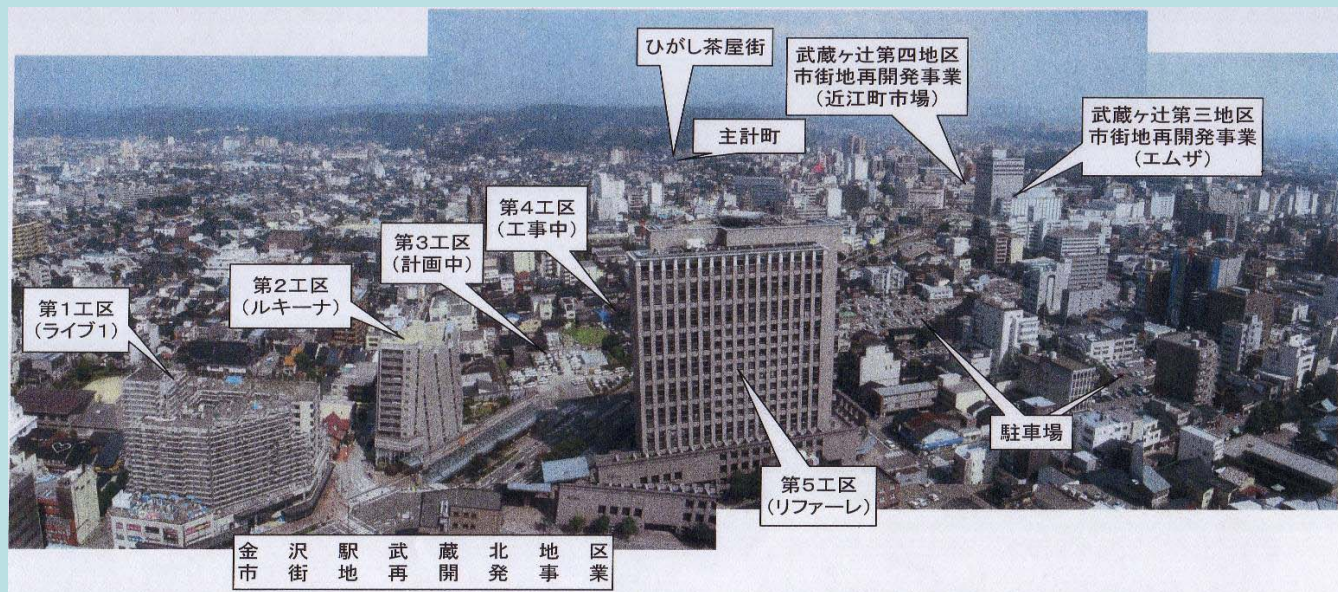 ひがし茶屋街
武蔵ヶ辻第四地区
市街地再開発事業
(近江町市場)
武蔵ヶ辻第三地区
市街地再開発事業
(エムザ)
主計町
第4工区
(工事中)
第3工区
(計画中)
第2工区
(ルキーナ)
第1工区
(ライブ1)
駐車場
第5工区
(リファーレ)
金沢駅武蔵北地区
市街地再開発事業